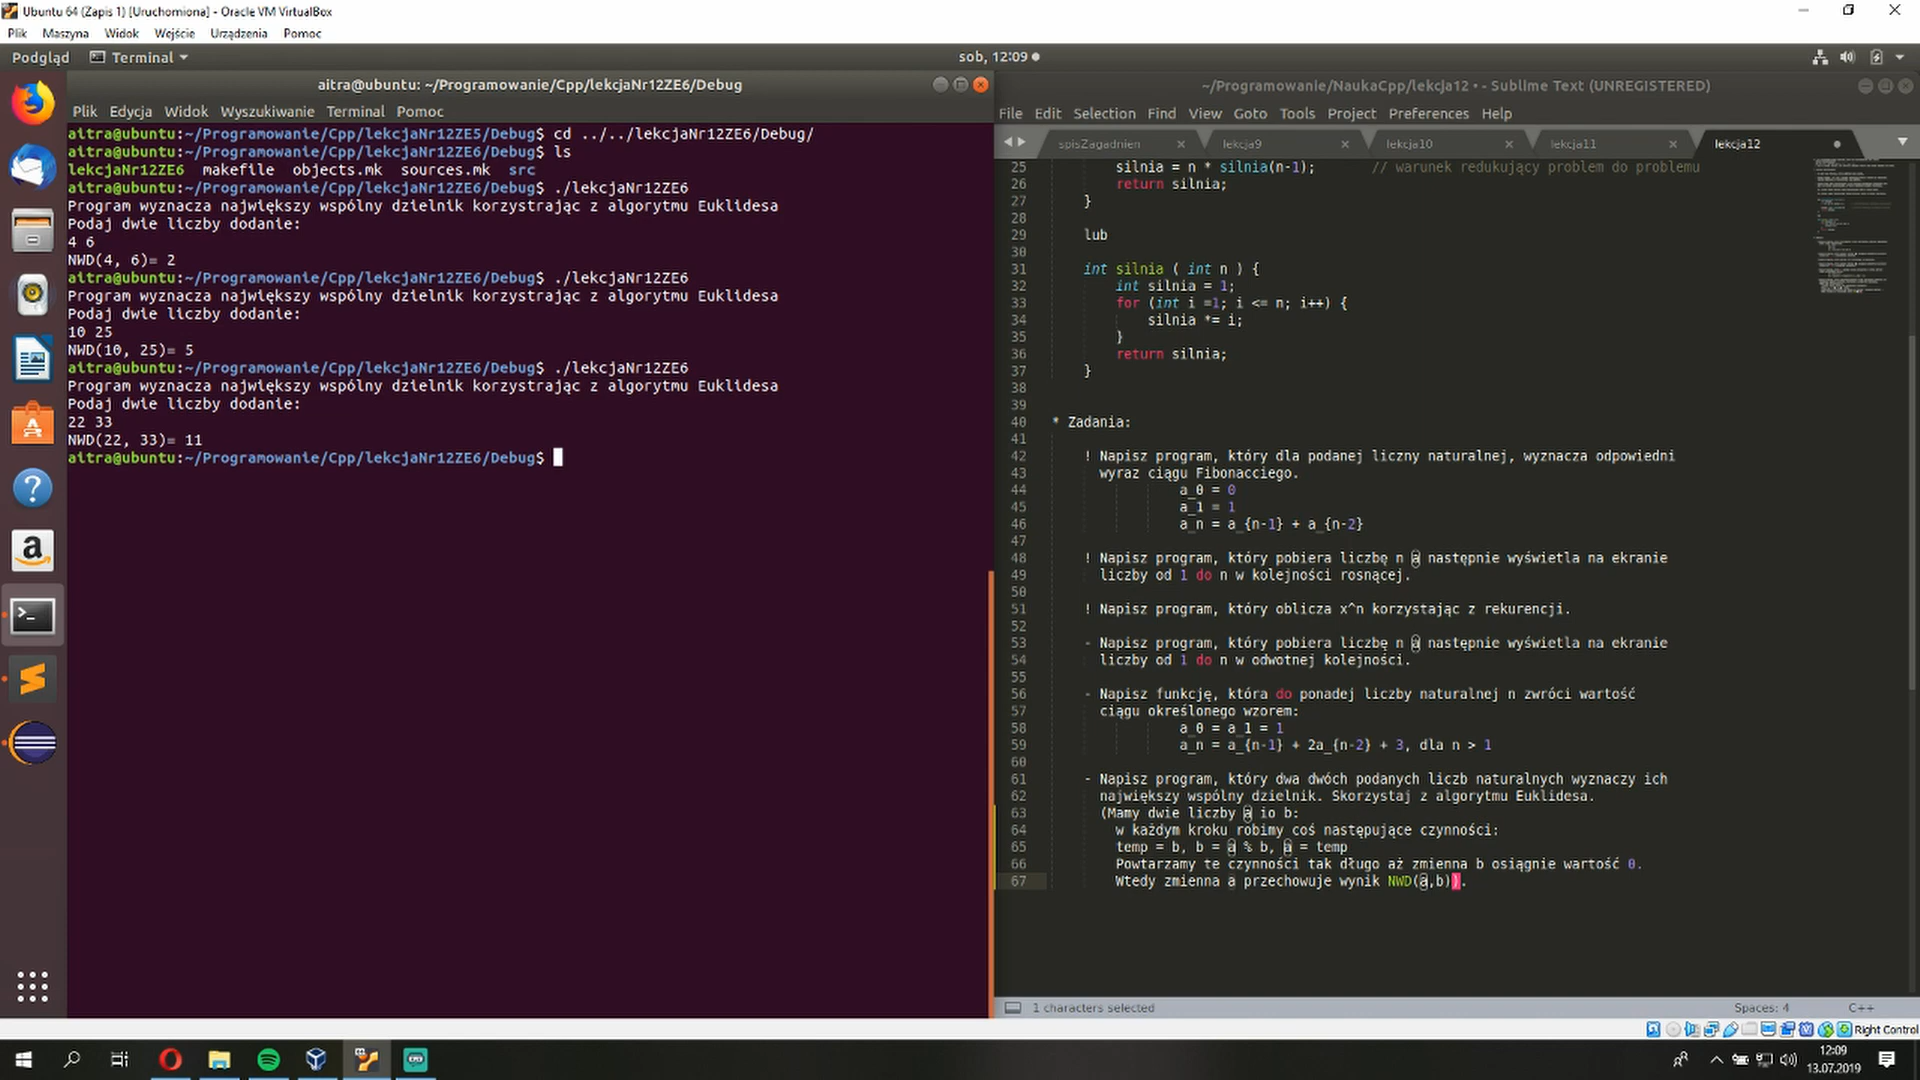 Ubuntu 64 (Zapis 1) [Uruchomiona] - Oracle VM VirtualBox
Plik Maszyna Widok Wejście Urządzenia Pomoc
Podgląd Terminal sob, 12:09
aitra@ubuntu: ~/Programowanie/Cpp/lekcjaNr12ZE6/Debug
Plik Edycja Widok Wyszukiwanie Terminal Pomoc
aitra@ubuntu:~/Programowanie/Cpp/lekcjaNr12ZE5/Debug$ cd ../../lekcjaNr12ZE6/Debug/
aitra@ubuntu:~/Programowanie/Cpp/lekcjaNr12ZE6/Debug$ ls
lekcjaNr12ZE6 makefile objects.mk sources.mk src
aitra@ubuntu:~/Programowanie/Cpp/lekcjaNr12ZE6/Debug$ ./lekcjaNr12ZE6
Program wyznacza największy wspólny dzielnik korzystrając z algorytmu Euklidesa
Podaj dwie liczby dodanie:
4 6
NWD(4, 6)= 2
aitra@ubuntu:~/Programowanie/Cpp/lekcjaNr12ZE6/Debug$ ./lekcjaNr12ZE6
Program wyznacza największy wspólny dzielnik korzystrając z algorytmu Euklidesa
Podaj dwie liczby dodanie:
10 25
NWD(10, 25)= 5
aitra@ubuntu:~/Programowanie/Cpp/lekcjaNr12ZE6/Debug$ ./lekcjaNr12ZE6
Program wyznacza największy wspólny dzielnik korzystrając z algorytmu Euklidesa
Podaj dwie liczby dodanie:
22 33
NWD(22, 33)= 11
aitra@ubuntu:~/Programowanie/Cpp/lekcjaNr12ZE6/Debug$
~/Programowanie/NaukaCpp/lekcja12 • - Sublime Text (UNREGISTERED)
File Edit Selection Find View Goto Tools Project Preferences Help
spisZagadnien lekcja9 lekcja10 lekcja11 lekcja12
25 silnia = n * silnia(n-1); // warunek redukujący problem do problemu
26 return silnia;
27 }
28
29 lub
30
31 int silnia ( int n ) {
32 int silnia = 1;
33 for (int i =1; i <= n; i++) {
34 silnia *= i;
35 }
36 return silnia;
37 }
38
39
40 * Zadania:
41
42 ! Napisz program, który dla podanej liczny naturalnej, wyznacza odpowiedni
43 wyraz ciągu Fibonacciego.
44 a_0 = 0
45 a_1 = 1
46 a_n = a_{n-1} + a_{n-2}
47
48 ! Napisz program, który pobiera liczbę n a następnie wyświetla na ekranie
49 liczby od 1 do n w kolejności rosnącej.
50
51 ! Napisz program, który oblicza x^n korzystając z rekurencji.
52
53 - Napisz program, który pobiera liczbę n a następnie wyświetla na ekranie
54 liczby od 1 do n w odwotnej kolejności.
55
56 - Napisz funkcję, która do ponadej liczby naturalnej n zwróci wartość
57 ciągu określonego wzorem:
58 a_0 = a_1 = 1
59 a_n = a_{n-1} + 2a_{n-2} + 3, dla n > 1
60
61 - Napisz program, który dwa dwóch podanych liczb naturalnych wyznaczy ich
62 największy wspólny dzielnik. Skorzystaj z algorytmu Euklidesa.
63 (Mamy dwie liczby a io b:
64 w każdym kroku robimy coś następujące czynności:
65 temp = b, b = a % b, a = temp
66 Powtarzamy te czynności tak długo aż zmienna b osiągnie wartość 0.
67 Wtedy zmienna a przechowuje wynik NWD(a,b)).
1 characters selected Spaces: 4 C++
Right Control
12:09
13.07.2019